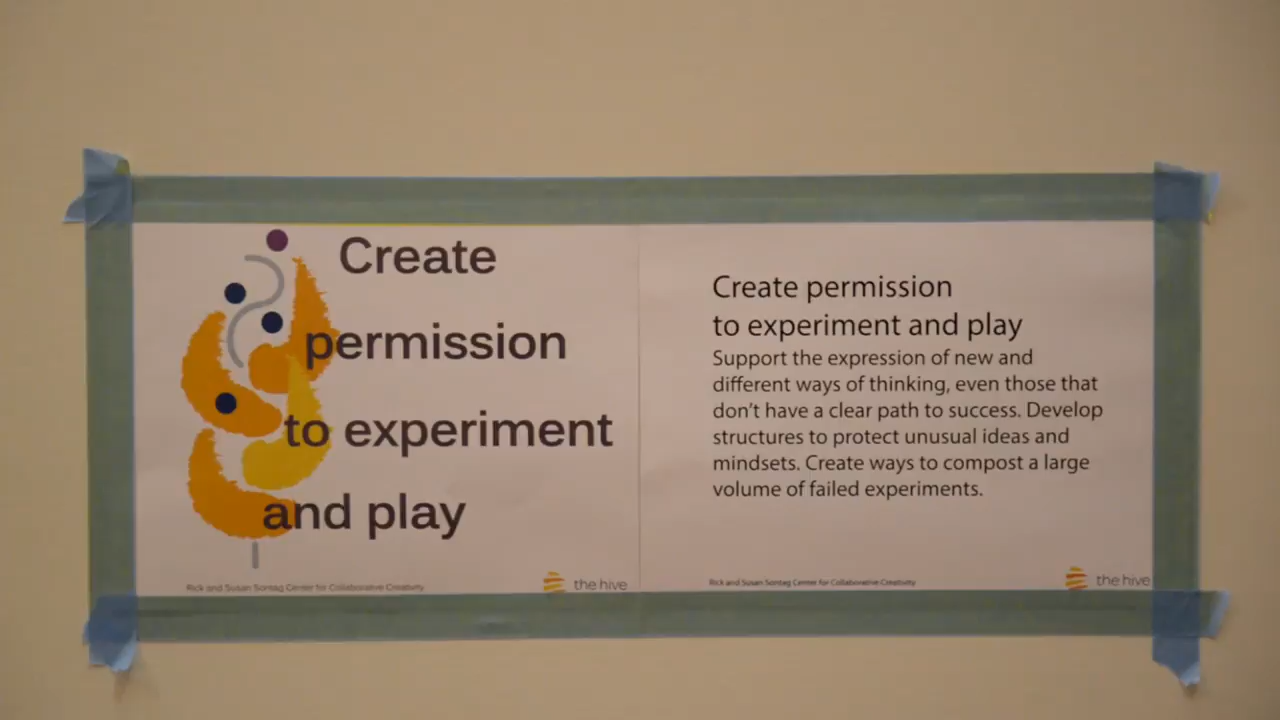 Create
permission
to experiment
and play
Rick and Susan Sontag Center for Collaborative Creativity
the hive
Create permission
to experiment and play
Support the expression of new and
different ways of thinking, even those that
don't have a clear path to success. Develop
structures to protect unusual ideas and
mindsets. Create ways to compost a large
volume of failed experiments.
Rick and Susan Sontag Center for Collaborative Creativity
the hive